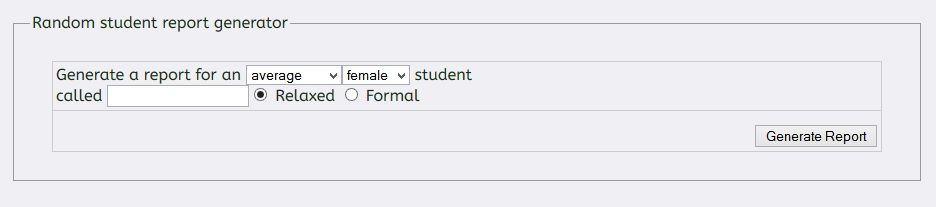 Random student report generator
Generate a report for an average female student
called Relaxed Formal
Generate Report